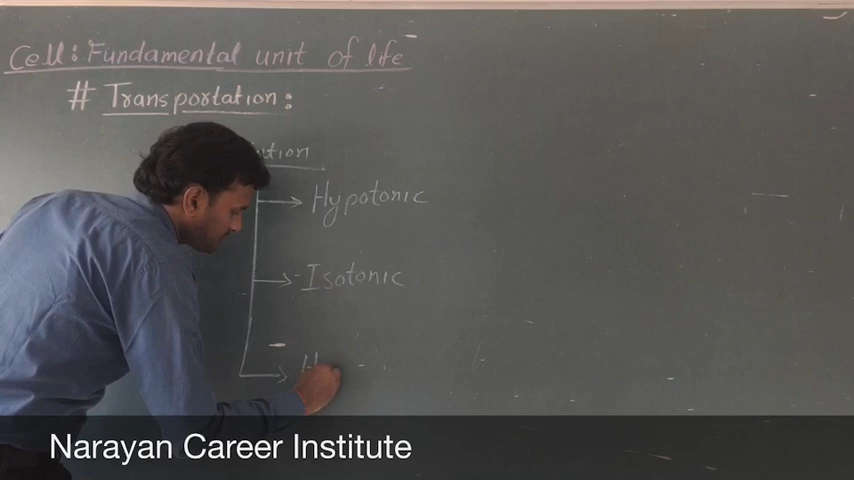 Cell: Fundamental unit of life
# Transportation:
Hypotonic
Isotonic
Narayan Career Institute